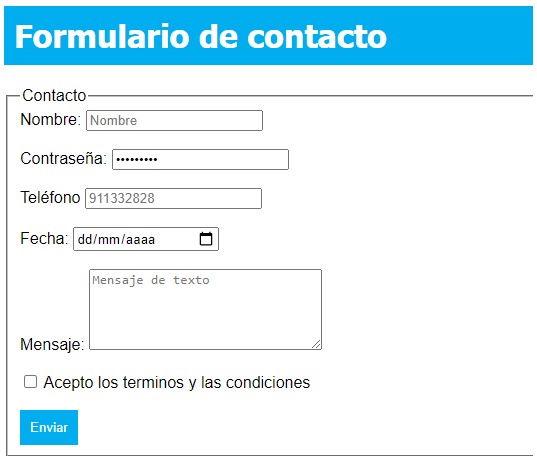 Formulario de contacto
Contacto
Nombre: Nombre
Contraseña: •••••••••
Teléfono 911332828
Fecha: dd/mm/aaaa
Mensaje de texto
Mensaje:
Acepto los terminos y las condiciones
Enviar